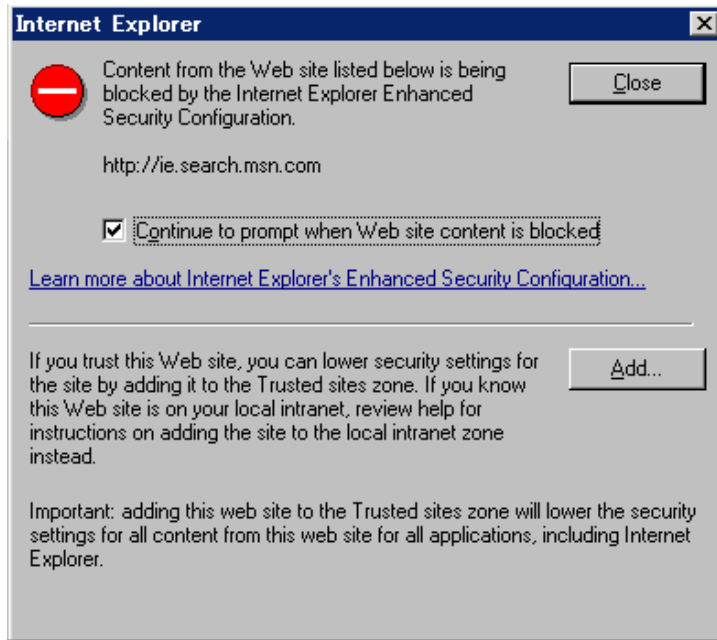 Internet Explorer
Content from the Web site listed below is being
blocked by the Internet Explorer Enhanced
Security Configuration.
Close
http://ie.search.msn.com
Continue to prompt when Web site content is blocked
Learn more about Internet Explorer's Enhanced Security Configuration...
If you trust this Web site, you can lower security settings for
the site by adding it to the Trusted sites zone. If you know
this Web site is on your local intranet, review help for
instructions on adding the site to the local intranet zone
instead.
Add...
Important: adding this web site to the Trusted sites zone will lower the security
settings for all content from this web site for all applications, including Internet
Explorer.